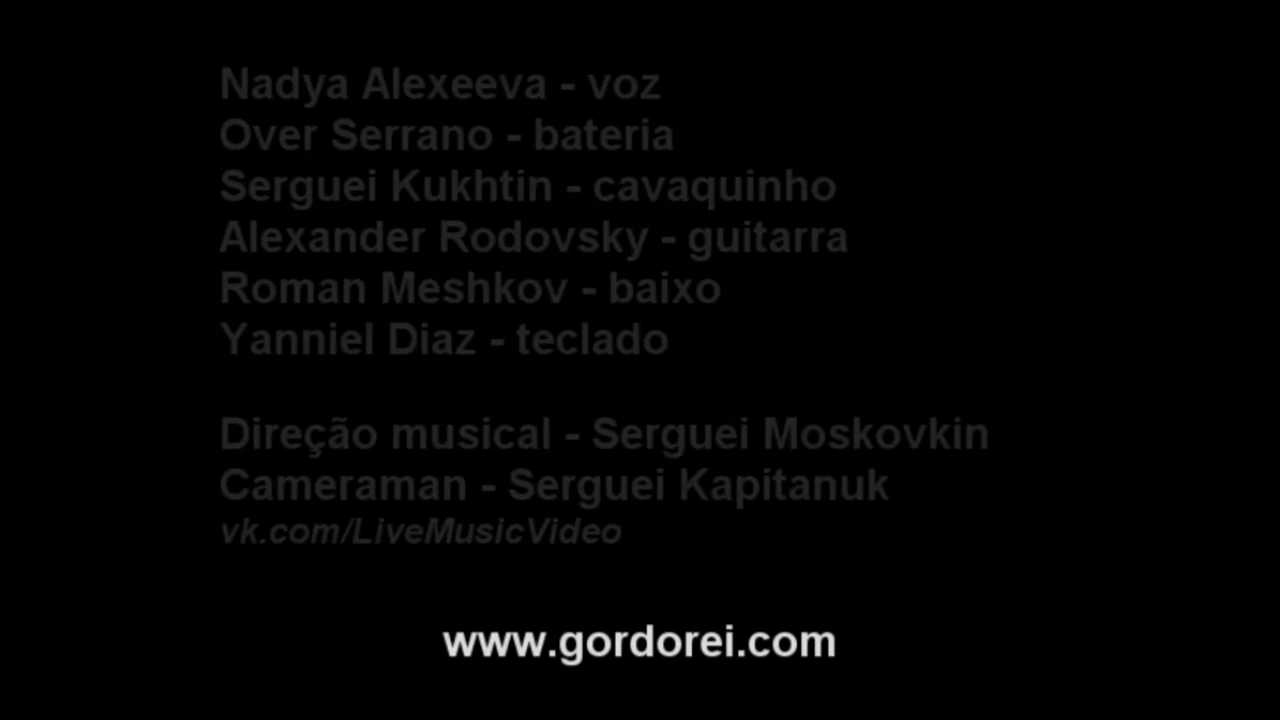 Nadya Alexeeva - voz
Over Serrano - bateria
Serguei Kukhtin - cavaquinho
Alexander Rodovsky - guitarra
Roman Meshkov - baixo
Yanniel Diaz - teclado
Direção musical - Serguei Moskovkin
Cameraman - Serguei Kapitanuk
vk.com/LiveMusicVideo
www.gordorei.com